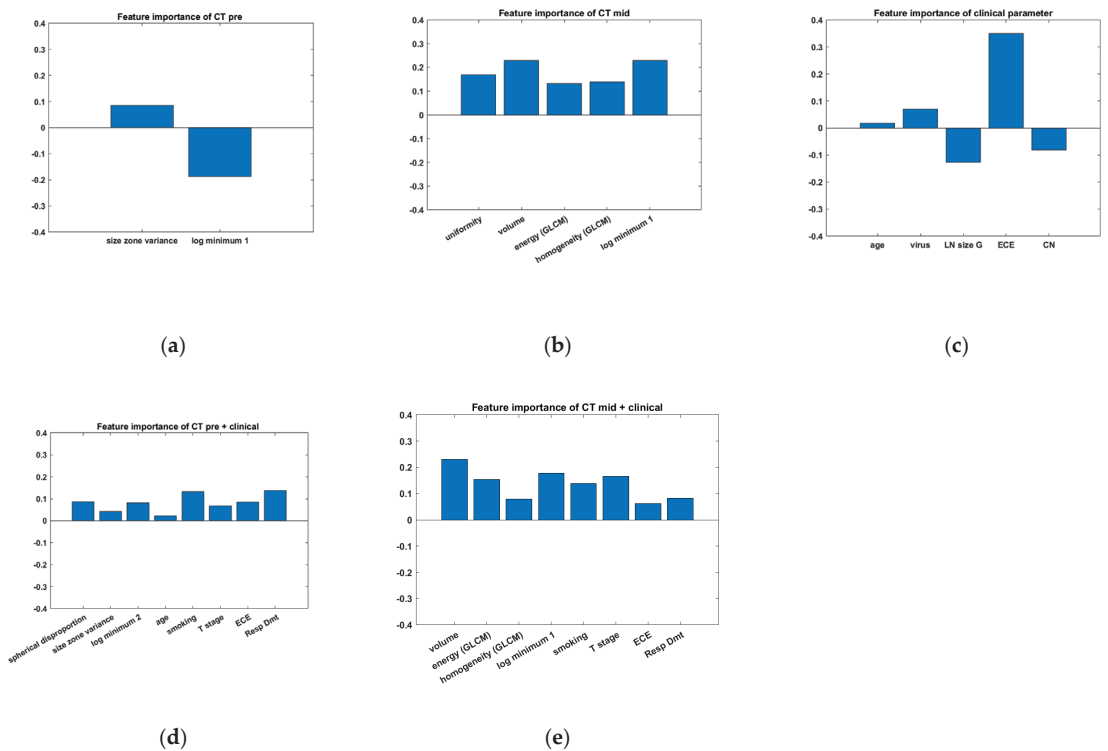 Feature importance of CT pre
0.4
0.3
0.2
0.1
0
-0.1
-0.2
-0.3
-0.4
size zone variance
log minimum 1
(a)
Feature importance of CT mid
0.4
0.3
0.2
0.1
0
-0.1
-0.2
-0.3
-0.4
uniformity
volume
energy (GLCM)
homogeneity (GLCM)
log minimum 1
(b)
Feature importance of clinical parameter
0.4
0.3
0.2
0.1
0
-0.1
-0.2
-0.3
-0.4
age
virus
LN size G
ECE
CN
(c)
Feature importance of CT pre + clinical
0.4
0.3
0.2
0.1
0
-0.1
-0.2
-0.3
-0.4
spherical disproportion
size zone variance
log minimum 2
age
smoking
T stage
ECE
Resp Dmt
(d)
Feature importance of CT mid + clinical
0.4
0.3
0.2
0.1
0
-0.1
-0.2
-0.3
-0.4
volume
energy (GLCM)
homogeneity (GLCM)
log minimum 1
smoking
T stage
ECE
Resp Dmt
(e)